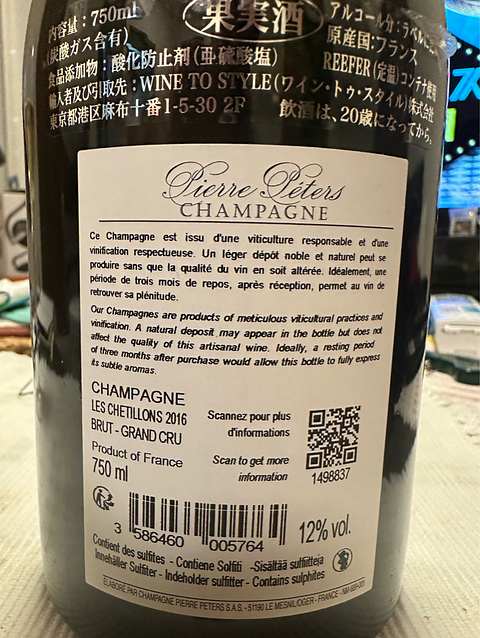 内容量:750ml
果実酒
アルコール分:ラベルに
(炭酸ガス含有)
原産国:フランス
食品添加物:酸化防止剤(亜硫酸塩)
REEFER(定温)コンテナ使用
輸入者及び引取先:WINE TO STYLE(ワイン・トゥ・スタイル)株式会社
東京都港区麻布十番1-5-30 2F
飲酒は、20歳になってから。
Pierre Péters
CHAMPAGNE
Ce Champagne est issu d'une viticulture responsable et d'une
vinification respectueuse. Un léger dépôt noble et naturel peut se
produire sans que la qualité du vin en soit altérée. Idéalement, une
période de trois mois de repos, après réception, permet au vin de
retrouver sa plénitude.
Our Champagnes are products of meticulous viticultural practices and
vinification. A natural deposit may appear in the bottle but does not
affect the quality of this artisanal wine. Ideally, a resting period
of three months after purchase would allow this bottle to fully express
its subtle aromas.
CHAMPAGNE
LES CHETILLONS 2016
BRUT - GRAND CRU
Product of France
750 ml
Scannez pour plus
d'informations
Scan to get more
information
1498837
3 586460 005764
12% vol.
Contient des sulfites - Contiene Solfiti -Sisältää sulfiitteja
Innehåller Sulfiter - Indeholder sulfitter - Contains sulphites
ÉLABORÉ PAR CHAMPAGNE PIERRE PETERS S.A.S. - 51190 LE MESNIL/OGER - FRANCE - NM-889-001